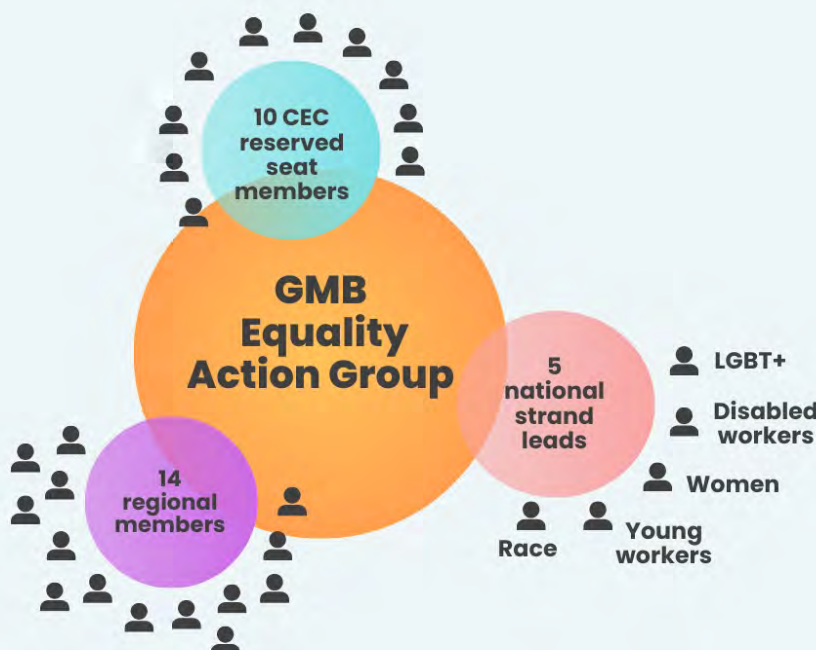 10 CEC
reserved
seat
members
GMB
Equality
Action Group
5
national
strand
leads
LGBT+
Disabled
workers
Women
Young
workers
Race
14
regional
members